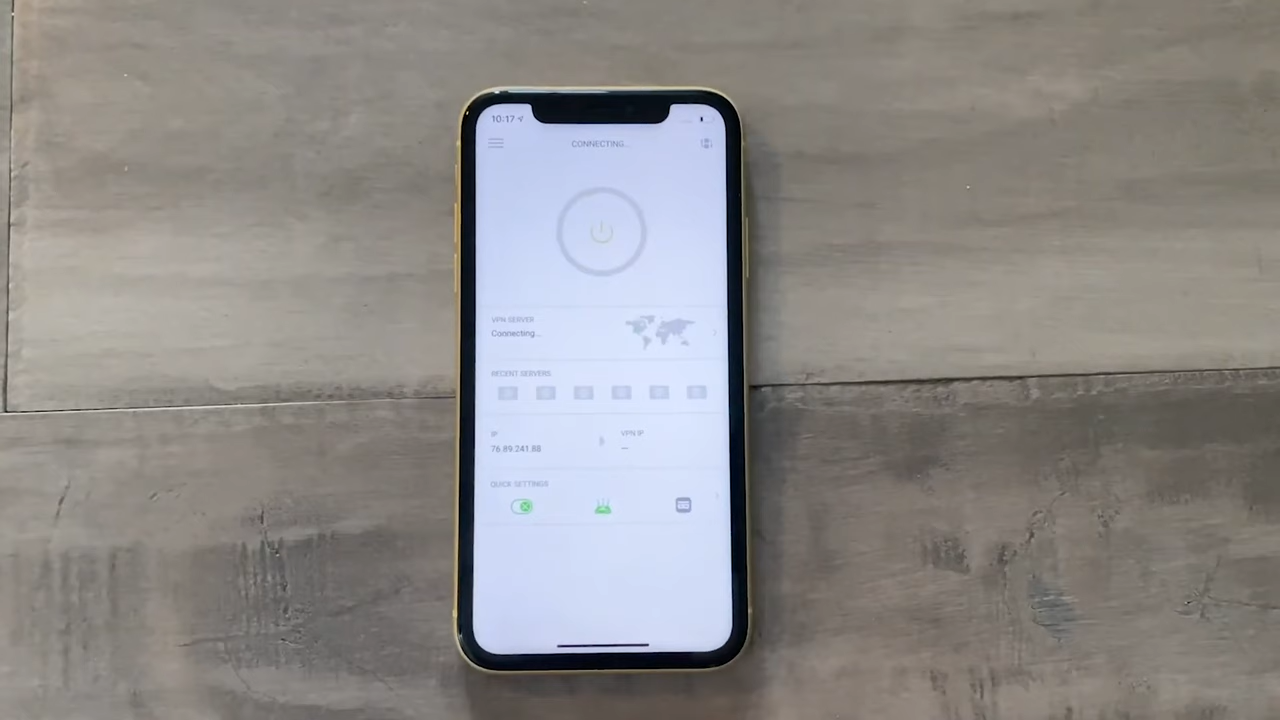 10:17
CONNECTING...
VPN SERVER
Connecting...
RECENT SERVERS
IP
VPN IP
76.89.241.88
—
QUICK SETTINGS